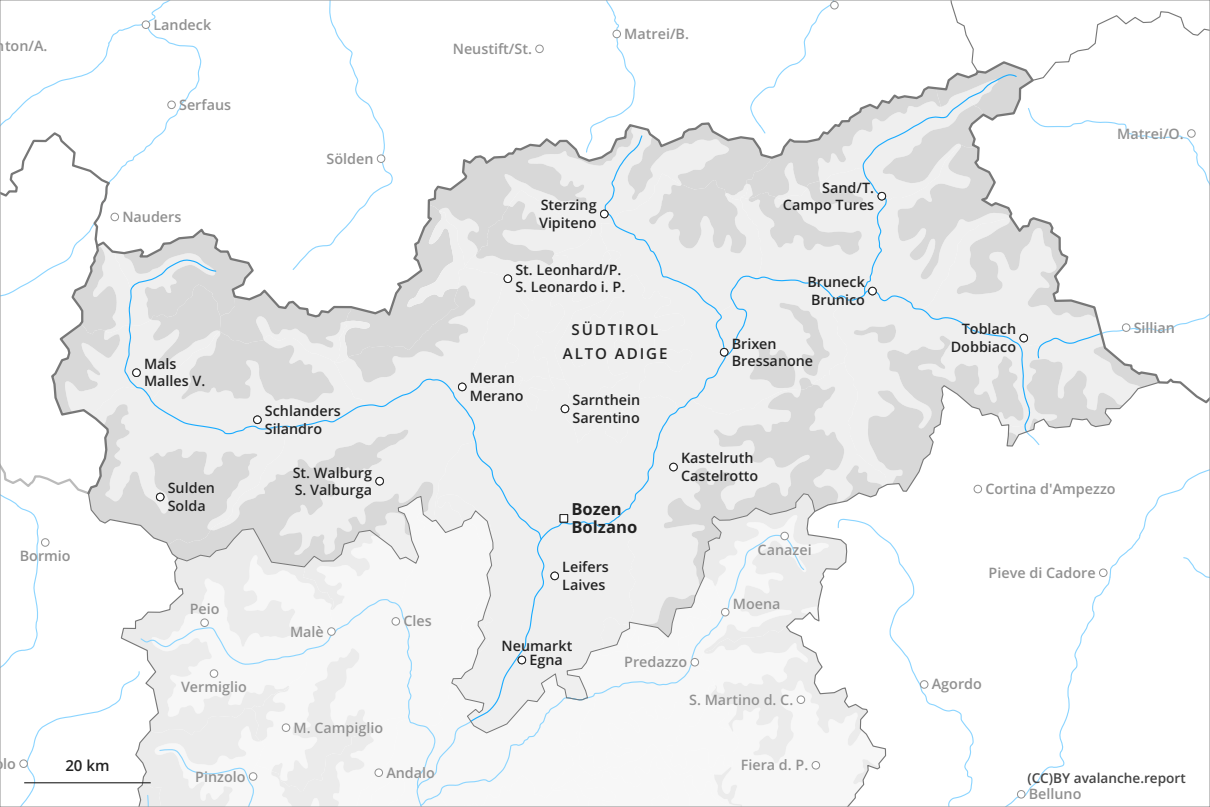 Landeck
nton/A.
Neustift/St.
Matrei/B.
Serfaus
Matrei/O.
Sölden
Sand/T.
Campo Tures
Sterzing
Vipiteno
Nauders
St. Leonhard/P.
S. Leonardo i. P.
Bruneck
Brunico
SÜDTIROL
ALTO ADIGE
Toblach
Dobbiaco
Sillian
Brixen
Bressanone
Mals
Malles V.
Meran
Merano
Sarnthein
Sarentino
Schlanders
Silandro
Kastelruth
Castelrotto
St. Walburg
S. Valburga
Sulden
Solda
Cortina d'Ampezzo
Bozen
Bolzano
Bormio
Canazei
Leifers
Laives
Pieve di Cadore
Peio
Moena
Malè
Cles
Neumarkt
Egna
Predazzo
Vermiglio
Agordo
S. Martino d. C.
M. Campiglio
olo
20 km
Pinzolo
Andalo
Fiera d. P.
(CC)BY avalanche.report
Belluno